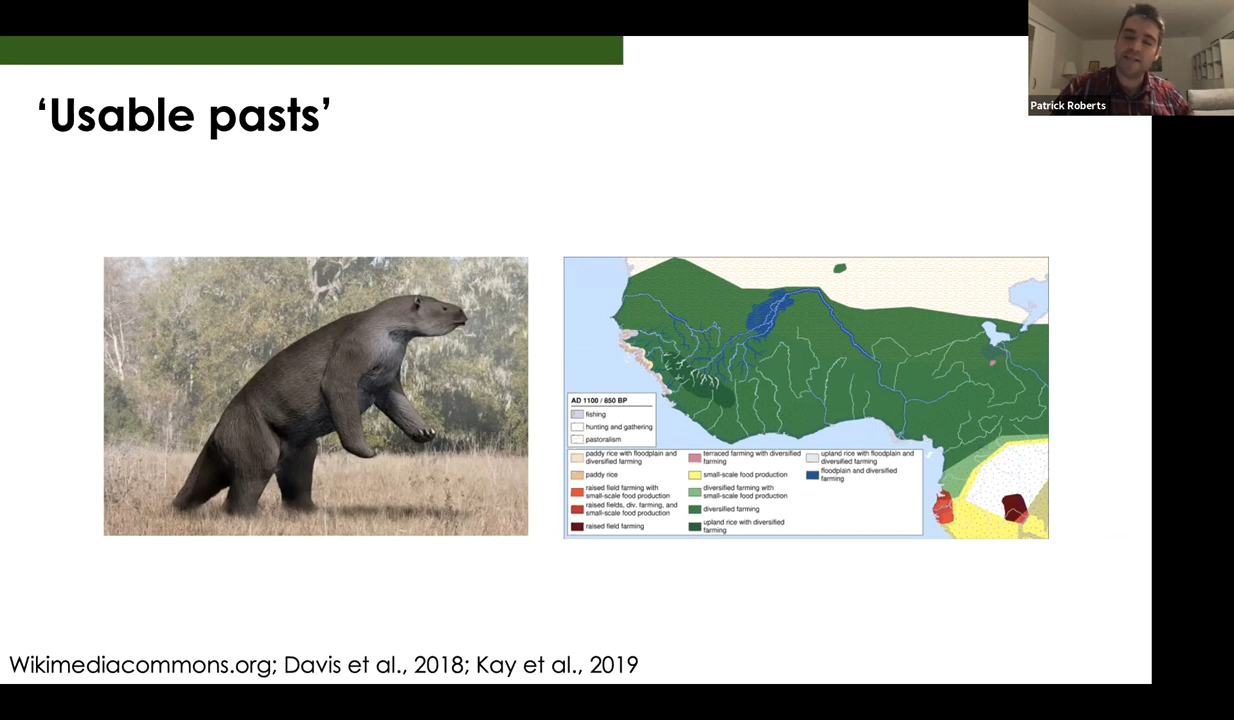 Patrick Roberts
‘Usable pasts’
AD 1100 / 850 BP
fishing
hunting and gathering
pastoralism
paddy rice with floodplain and
diversified farming
paddy rice
raised field farming with
small-scale food production
raised fields, div. farming, and
small-scale food production
raised field farming
terraced farming with diversified
farming
small-scale food production
diversified farming with
small-scale food production
diversified farming
upland rice with diversified
farming
upland rice with floodplain and
diversified farming
floodplain and diversified
farming
Wikimediacommons.org; Davis et al., 2018; Kay et al., 2019